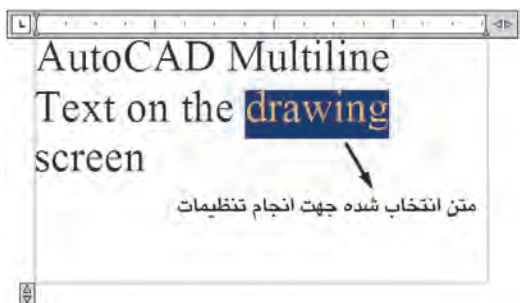 AutoCAD Multiline
Text on the drawing
screen
متن انتخاب شده جهت انجام تنظیمات